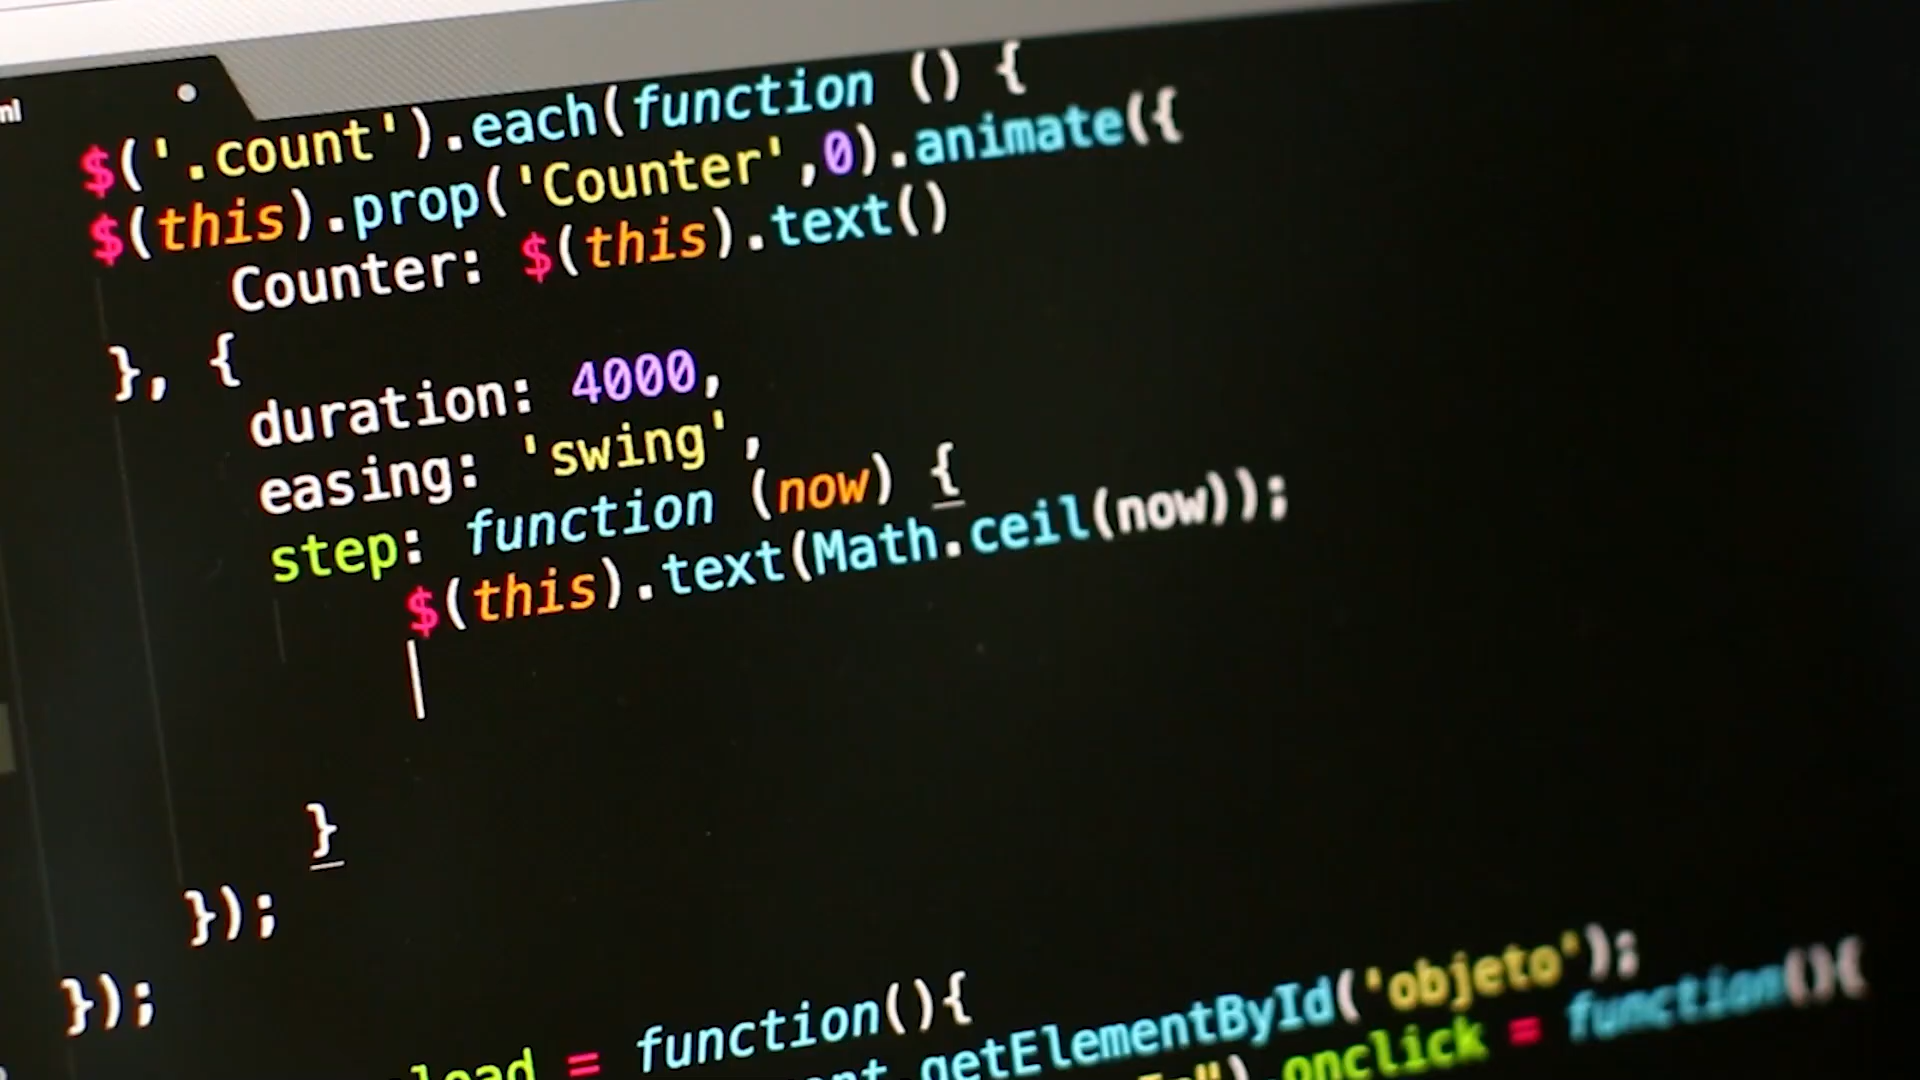 $('.count').each(function () {
$(this).prop('Counter',0).animate({
Counter: $(this).text()
}, {
duration: 4000,
easing: 'swing',
step: function (now) {
$(this).text(Math.ceil(now));
}
});
});
= function(){
.getElementById('objeto');
.onclick = function(){